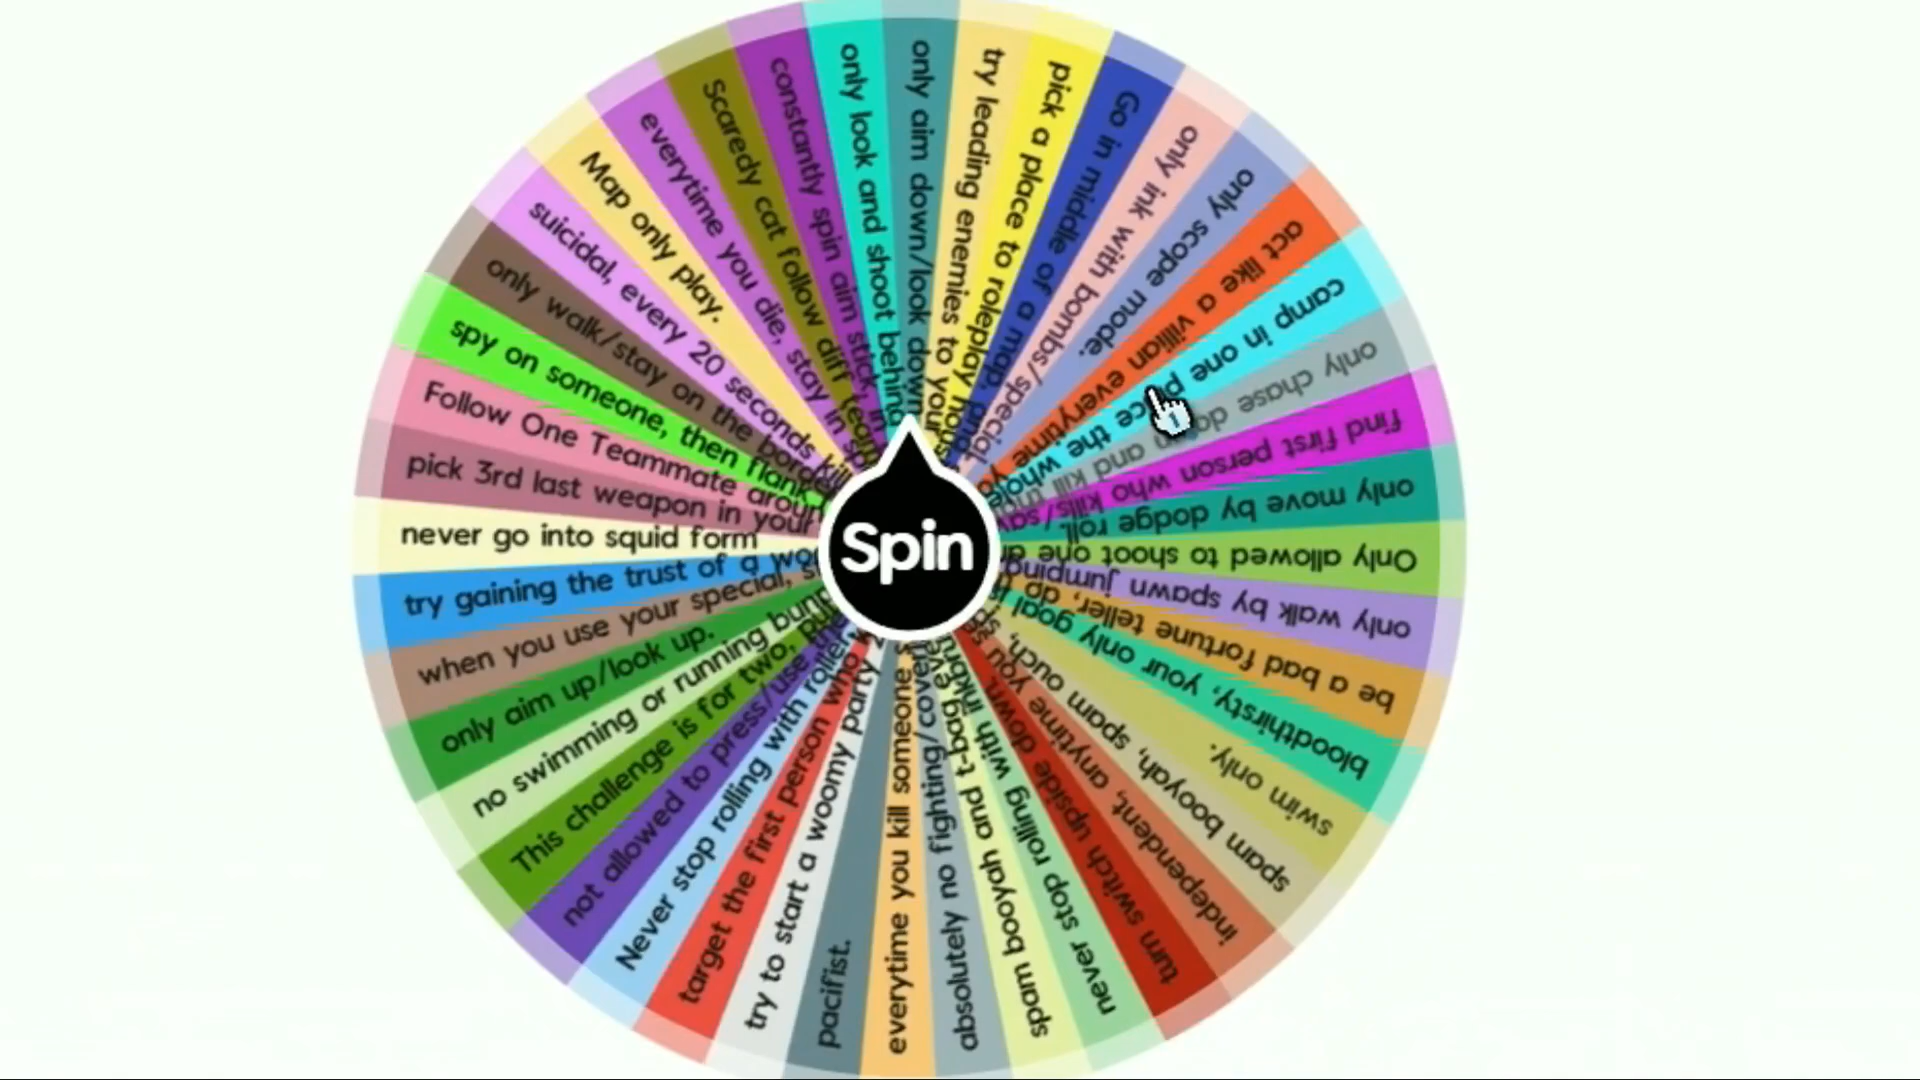 only aim down/look down
try leading enemies to your
pick a place to roleplay
Go in middle of a map,
only ink with bombs/special
only scope mode.
act like a villian everytime
camp in one the whole
only chase and kill
find first person who kills/
only move by dodge roll.
Only allowed to shoot one
only walk by spawn jumping
be a bad fortune teller,
bloodthirsty, your only goal
swim only.
spam booyah, spam ouch,
independent, anytime you
turn switch upside down.
never stop rolling with
spam booyah and t-bag
absolutely no fighting/
everytime you kill someone
pacifist.
try to start a woomy party
target the first person who
Never stop rolling with
not allowed to press/use
This challenge is for two,
no swimming or running
only aim up/look up.
when you use your special,
try gaining the trust of a
never go into squid form
pick 3rd last weapon in your
Follow One Teammate
spy on someone, then flank
only walk/stay on the
suicidal, every 20 seconds kill
Map only play.
everytime you die, stay in
Scaredy cat follow diff
constantly spin aim stick,
only look and shoot behind
Spin